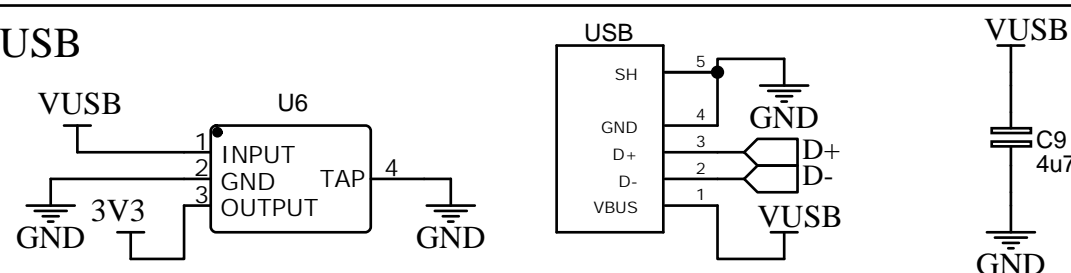 USB
VUSB
U6
1
INPUT
2
GND
TAP
4
3
OUTPUT
GND
3V3
GND
USB
SH
5
GND
4
GND
D+
3
D+
D-
2
D-
VBUS
1
VUSB
VUSB
C9
4u7
GND